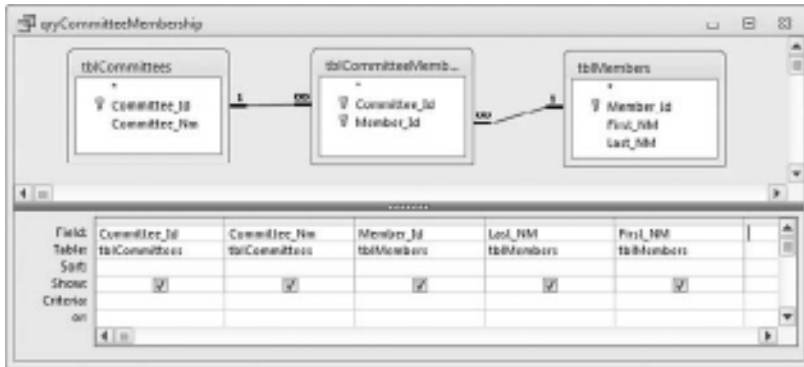 qryCommitteeMembership
tblCommittees
*
Committee_Id
Committee_Nm
1
∞
tblCommitteeMemb...
*
Committee_Id
Member_Id
∞
1
tblMembers
*
Member_Id
First_NM
Last_NM
Field: Committee_Id Committee_Nm Member_Id Last_NM First_NM
Table: tblCommittees tblCommittees tblMembers tblMembers tblMembers
Sort:
Show:
Criteria:
or: